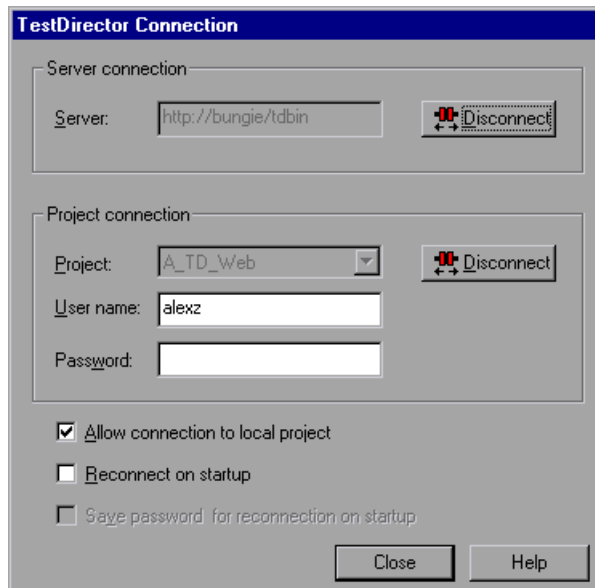 TestDirector Connection
Server connection
Server: http://bungie/tdbin Disconnect
Project connection
Project: A_TD_Web Disconnect
User name: alexz
Password:
Allow connection to local project
Reconnect on startup
Save password for reconnection on startup
Close Help